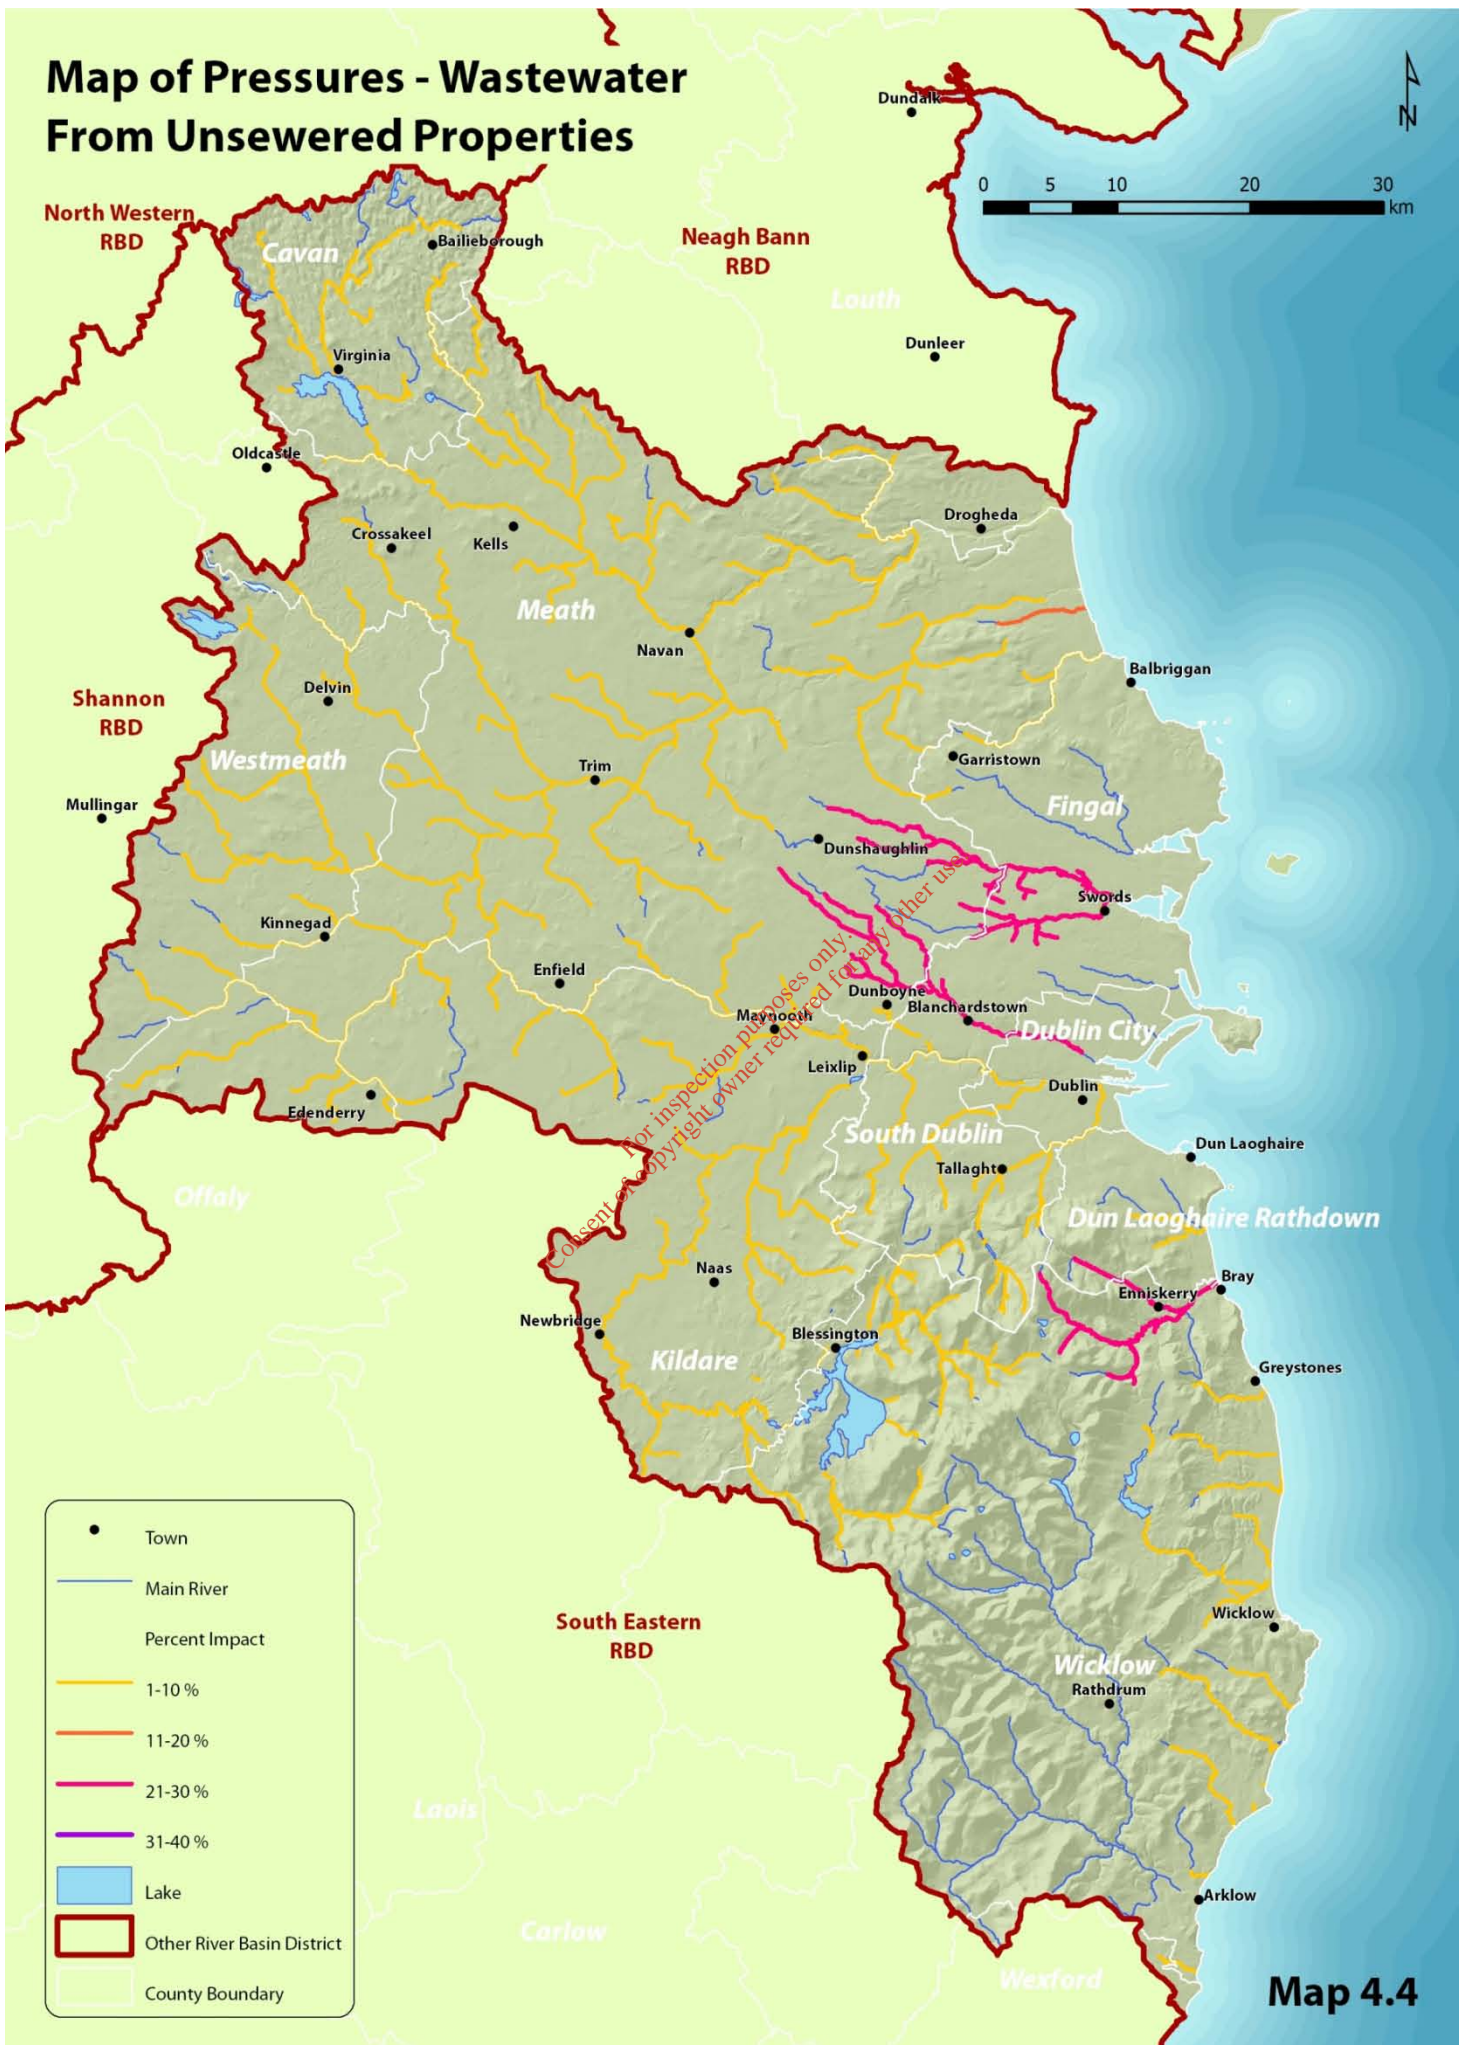 Map of Pressures - Wastewater
From Unsewered Properties
N
0 5 10 20 30
km
Dundalk
North Western
RBD
Neagh Bann
RBD
Cavan
Bailieborough
Louth
Dunleer
Virginia
Oldcastle
Drogheda
Crossakeel
Kells
Meath
Navan
Balbriggan
Shannon
RBD
Delvin
Westmeath
Trim
Garristown
Mullingar
Fingal
Dunshaughlin
Swords
Kinnegad
Enfield
Dunboyne
Blanchardstown
Maynooth
Dublin City
Leixlip
Dublin
Edenderry
South Dublin
Dun Laoghaire
Tallaght
Offaly
Dun Laoghaire Rathdown
Naas
Bray
Enniskerry
Newbridge
Blessington
Kildare
Greystones
South Eastern
RBD
Wicklow
Wicklow
Rathdrum
Laois
Arklow
Carlow
Wexford
For inspection purposes only.
Consent of copyright owner required for any other use.
Town
Main River
Percent Impact
1-10 %
11-20 %
21-30 %
31-40 %
Lake
Other River Basin District
County Boundary
Map 4.4